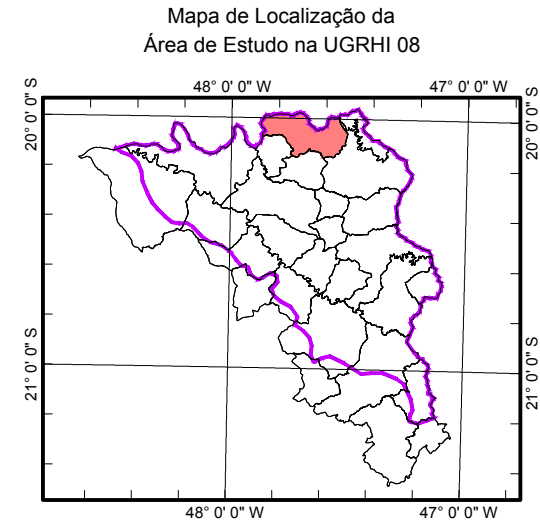 Mapa de Localização da
Área de Estudo na UGRHI 08
48° 0' 0" W 47° 0' 0" W
20° 0' 0" S 20° 0' 0" S
21° 0' 0" S 21° 0' 0" S
48° 0' 0" W 47° 0' 0" W